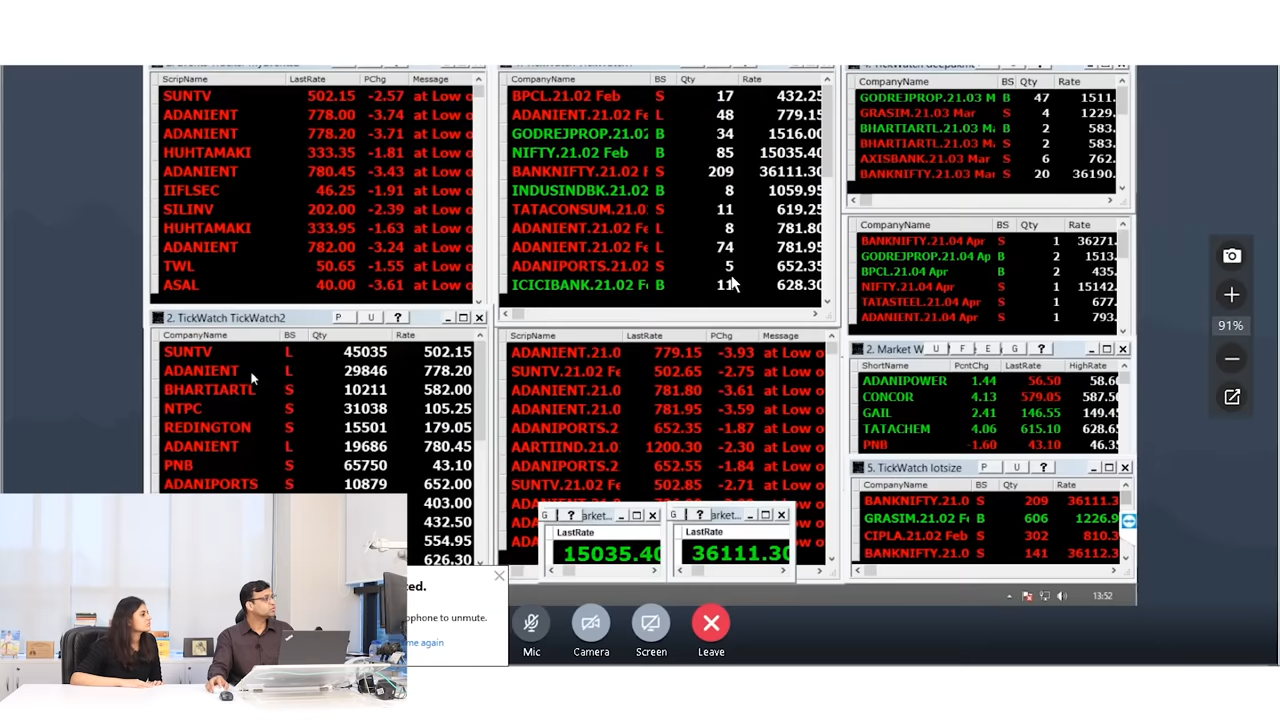 ScripName LastRate PChg Message
SUNTV 502.15 -2.57 at Low o
ADANIENT 778.00 -3.74 at Low o
ADANIENT 778.20 -3.71 at Low o
HUHTAMAKI 333.35 -1.81 at Low o
ADANIENT 780.45 -3.43 at Low o
IIFLSEC 46.25 -1.91 at Low o
SILINV 202.00 -2.39 at Low o
HUHTAMAKI 333.95 -1.63 at Low o
ADANIENT 782.00 -3.24 at Low o
TWL 50.65 -1.55 at Low o
ASAL 40.00 -3.61 at Low o
2. TickWatch TickWatch2 P U ?
CompanyName BS Qty Rate
SUNTV L 45035 502.15
ADANIENT L 29846 778.20
BHARTIARTL S 10211 582.00
NTPC S 31038 105.25
REDINGTON S 15501 179.05
ADANIENT L 19686 780.45
PNB S 65750 43.10
ADANIPORTS S 10879 652.00
403.00
432.50
554.95
626.30
CompanyName BS Qty Rate
BPCL.21.02 Feb S 17 432.25
ADANIENT.21.02 Fe L 48 779.15
GODREJPROP.21.02 B 34 1516.00
NIFTY.21.02 Feb B 85 15035.40
BANKNIFTY.21.02 F S 209 36111.30
INDUSINDBK.21.02 B 8 1059.95
TATACONSUM.21.0 S 11 619.25
ADANIENT.21.02 Fe L 8 781.80
ADANIENT.21.02 Fe L 74 781.95
ADANIPORTS.21.02 S 5 652.35
ICICIBANK.21.02 F B 11 628.30
ScripName LastRate PChg Message
ADANIENT.21.0 779.15 -3.93 at Low o
SUNTV.21.02 Fe 502.65 -2.75 at Low o
ADANIENT.21.0 781.80 -3.61 at Low o
ADANIENT.21.0 781.95 -3.59 at Low o
ADANIPORTS.2 652.35 -1.87 at Low o
AARTIIND.21.0 1200.30 -2.30 at Low o
ADANIPORTS.2 652.55 -1.84 at Low o
SUNTV.21.02 Fe 502.85 -2.71 at Low o
G ? arket...
LastRate
15035.40
G ? arket...
LastRate
36111.30
CompanyName BS Qty Rate
GODREJPROP.21.03 M B 47 1511.
GRASIM.21.03 Mar S 4 1229.
BHARTIARTL.21.03 Ma B 2 583.
BHARTIARTL.21.03 Ma S 2 583.
AXISBANK.21.03 Mar S 6 762.
BANKNIFTY.21.03 Mar S 20 36190.
CompanyName BS Qty Rate
BANKNIFTY.21.04 Apr S 1 36271.
GODREJPROP.21.04 Ap B 2 1513.
BPCL.21.04 Apr B 2 435.
NIFTY.21.04 Apr S 1 15142.
TATASTEEL.21.04 Apr S 1 677.
ADANIENT.21.04 Apr L 1 793.
2. Market W U F E G ?
ShortName PcntChg LastRate HighRate
ADANIPOWER 1.44 56.50 58.6
CONCOR 4.13 579.05 587.5
GAIL 2.41 146.55 149.4
TATACHEM 4.06 615.10 628.6
PNB -1.60 43.10 46.3
5. TickWatch lotsize P U ?
CompanyName BS Qty Rate
BANKNIFTY.21.0 S 209 36111.3
GRASIM.21.02 F B 606 1226.9
CIPLA.21.02 Feb S 302 810.3
BANKNIFTY.21.0 S 141 36112.3
13:52
91%
ted.
ophone to unmute.
me again
Mic Camera Screen Leave